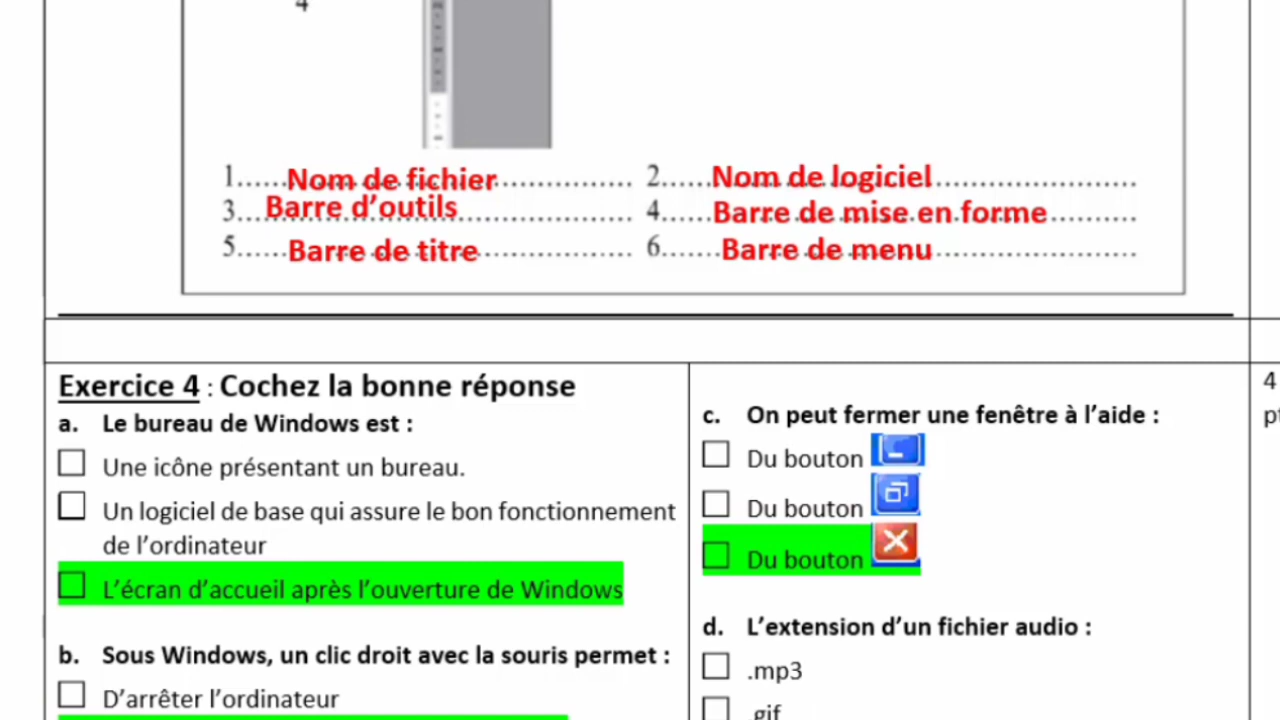 4
1......Nom de fichier.................. 2......Nom de logiciel...........................
3....Barre d’outils....................... 4......Barre de mise en forme...........
5......Barre de titre.................... 6.......Barre de menu...........................
Exercice 4 : Cochez la bonne réponse
a. Le bureau de Windows est :
Une icône présentant un bureau.
Un logiciel de base qui assure le bon fonctionnement
de l’ordinateur
L’écran d’accueil après l’ouverture de Windows
b. Sous Windows, un clic droit avec la souris permet :
D’arrêter l’ordinateur
c. On peut fermer une fenêtre à l’aide :
Du bouton
Du bouton
Du bouton
d. L’extension d’un fichier audio :
.mp3
.gif
4